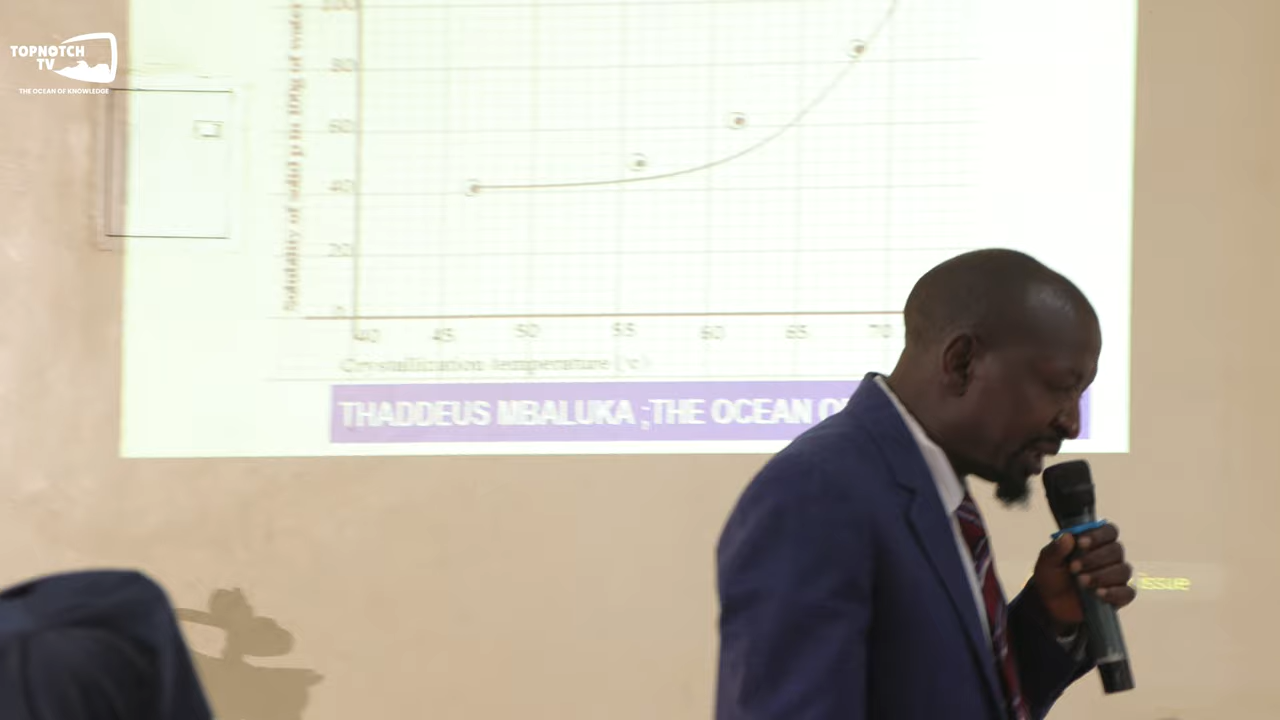 TOPNOTCH
TV
THE OCEAN OF KNOWLEDGE
100
80
60
40
20
0
40 45 50 55 60 65 70
Crystallization temperature (°c)
THADDEUS MBALUKA ;THE OCEAN
issue